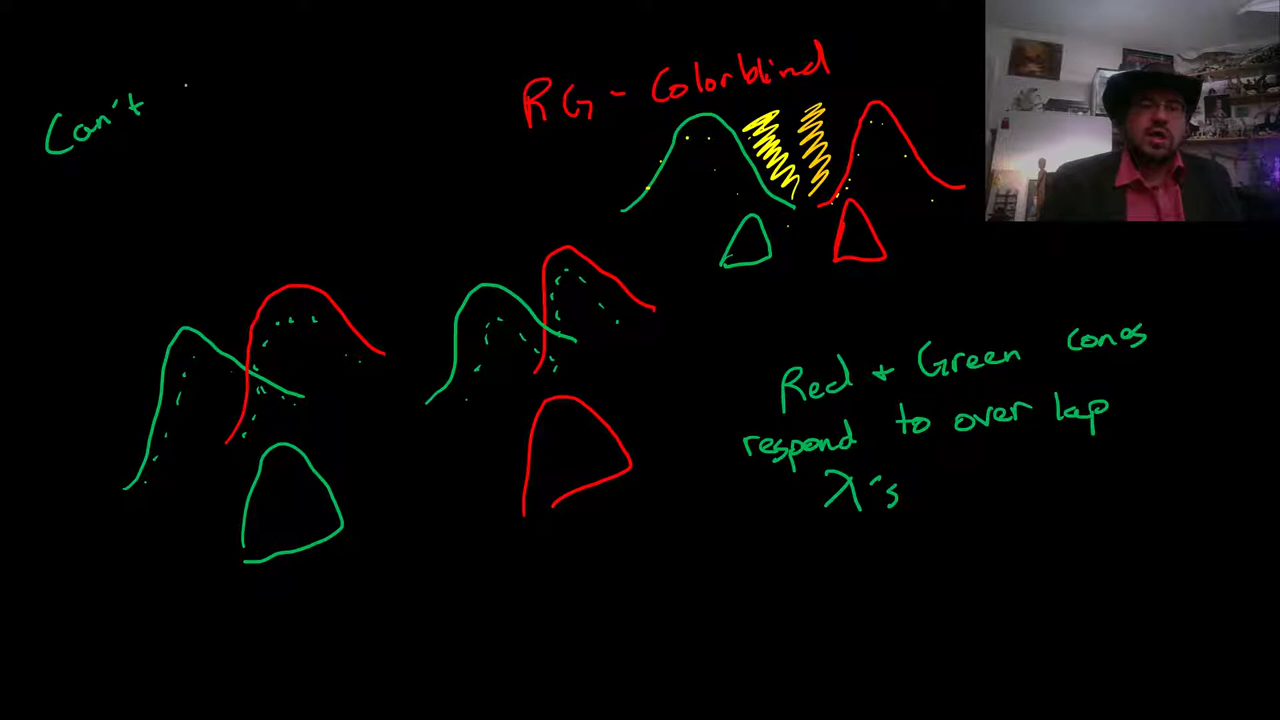 Can't
RG - Colorblind
Red + Green cones
respond to over lap
λ's